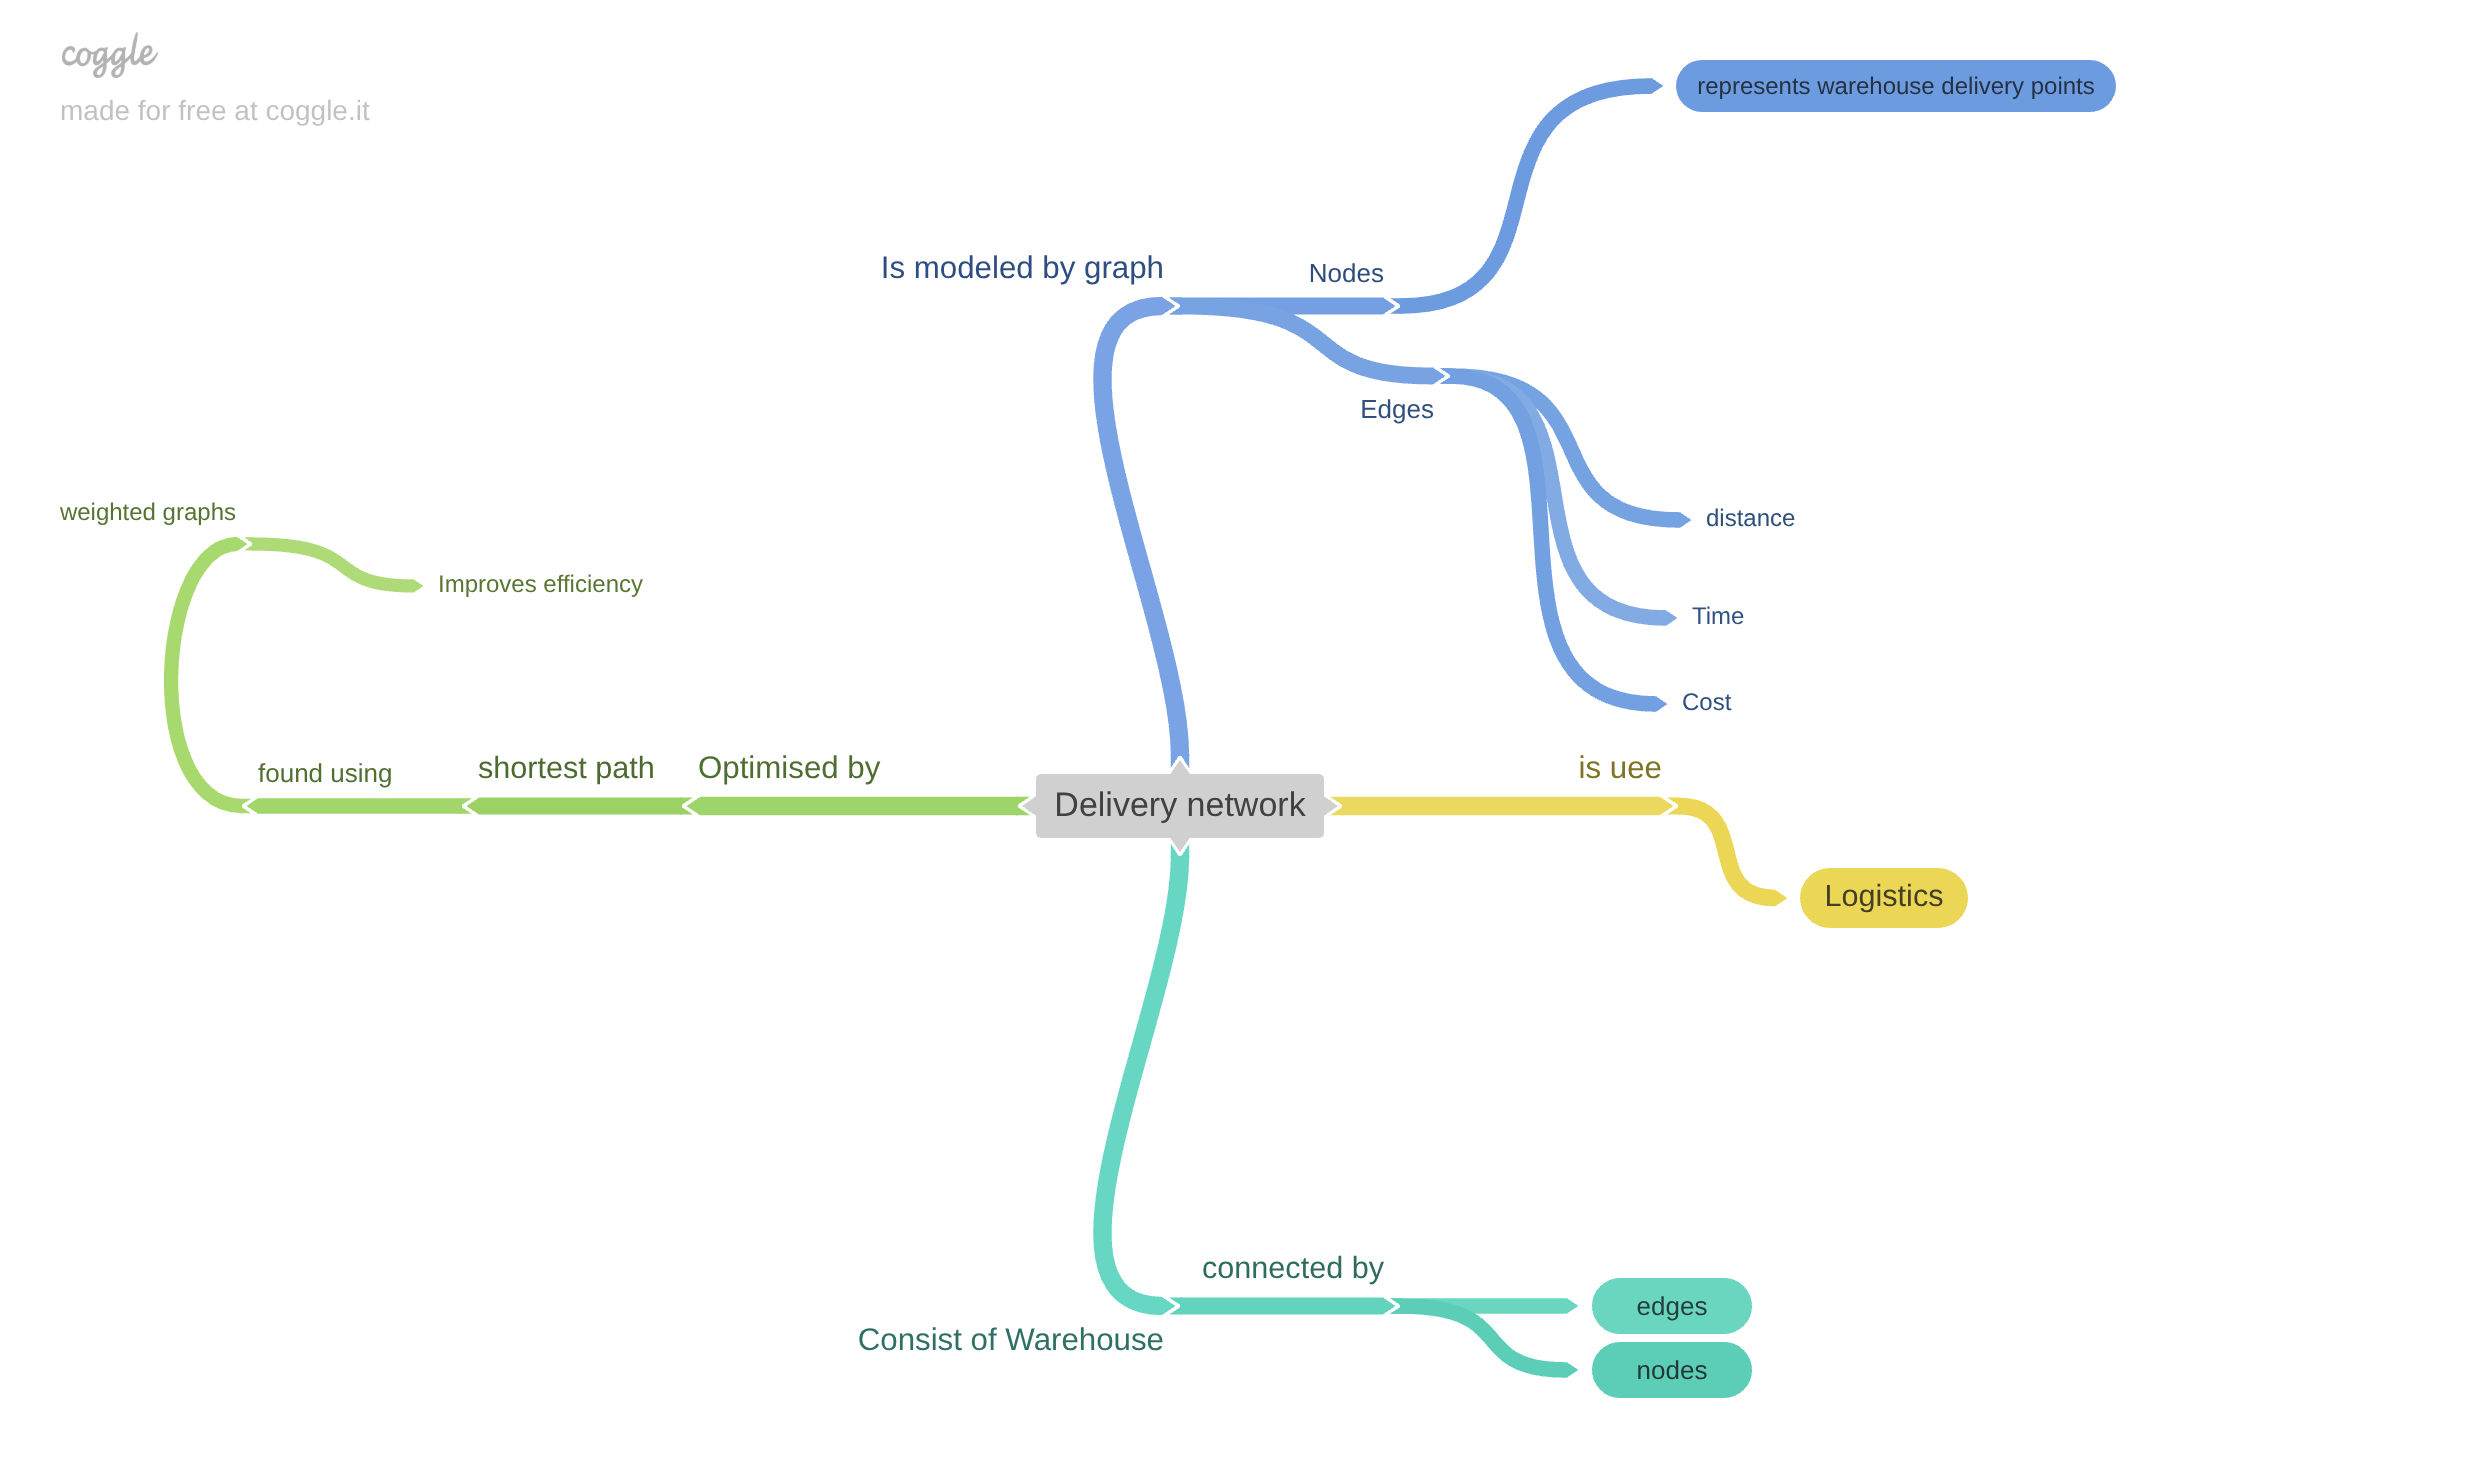 coggle
made for free at coggle.it
represents warehouse delivery points
Is modeled by graph
Nodes
Edges
distance
Time
Cost
weighted graphs
Improves efficiency
found using
shortest path
Optimised by
Delivery network
is uee
Logistics
connected by
Consist of Warehouse
edges
nodes